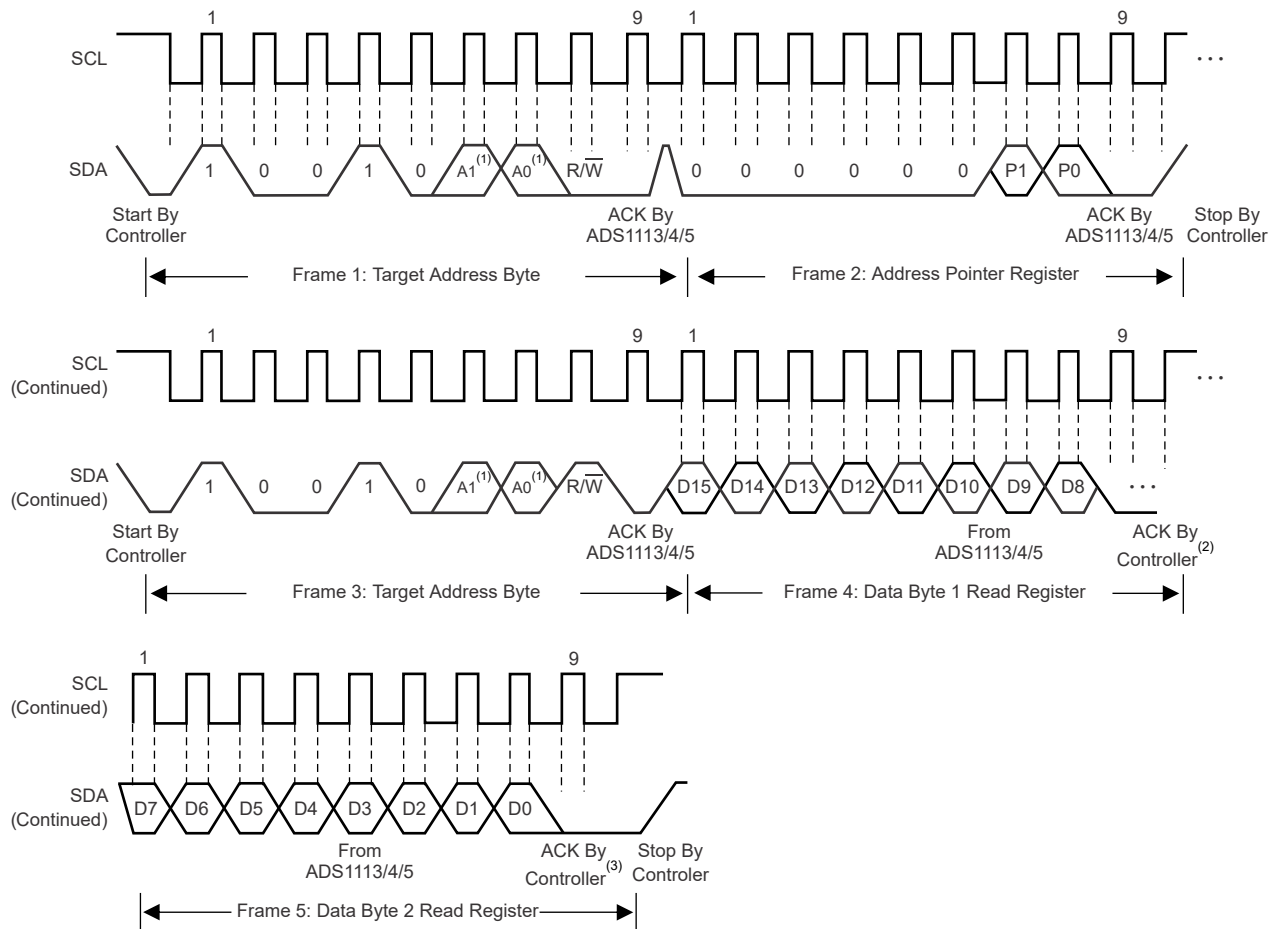 1 9 1 9
SCL ...
SDA 1 0 0 1 0 A1(1) A0(1) R/W̅ 0 0 0 0 0 0 P1 P0
Start By
Controller
ACK By
ADS1113/4/5
ACK By
ADS1113/4/5
Stop By
Controller
Frame 1: Target Address Byte
Frame 2: Address Pointer Register
1 9 1 9
SCL
(Continued)
...
SDA
(Continued)
1 0 0 1 0 A1(1) A0(1) R/W̅ D15 D14 D13 D12 D11 D10 D9 D8 ...
Start By
Controller
ACK By
ADS1113/4/5
From
ADS1113/4/5
ACK By
Controller(2)
Frame 3: Target Address Byte
Frame 4: Data Byte 1 Read Register
1 9
SCL
(Continued)
SDA
(Continued)
D7 D6 D5 D4 D3 D2 D1 D0
From
ADS1113/4/5
ACK By
Controller(3)
Stop By
Controler
Frame 5: Data Byte 2 Read Register